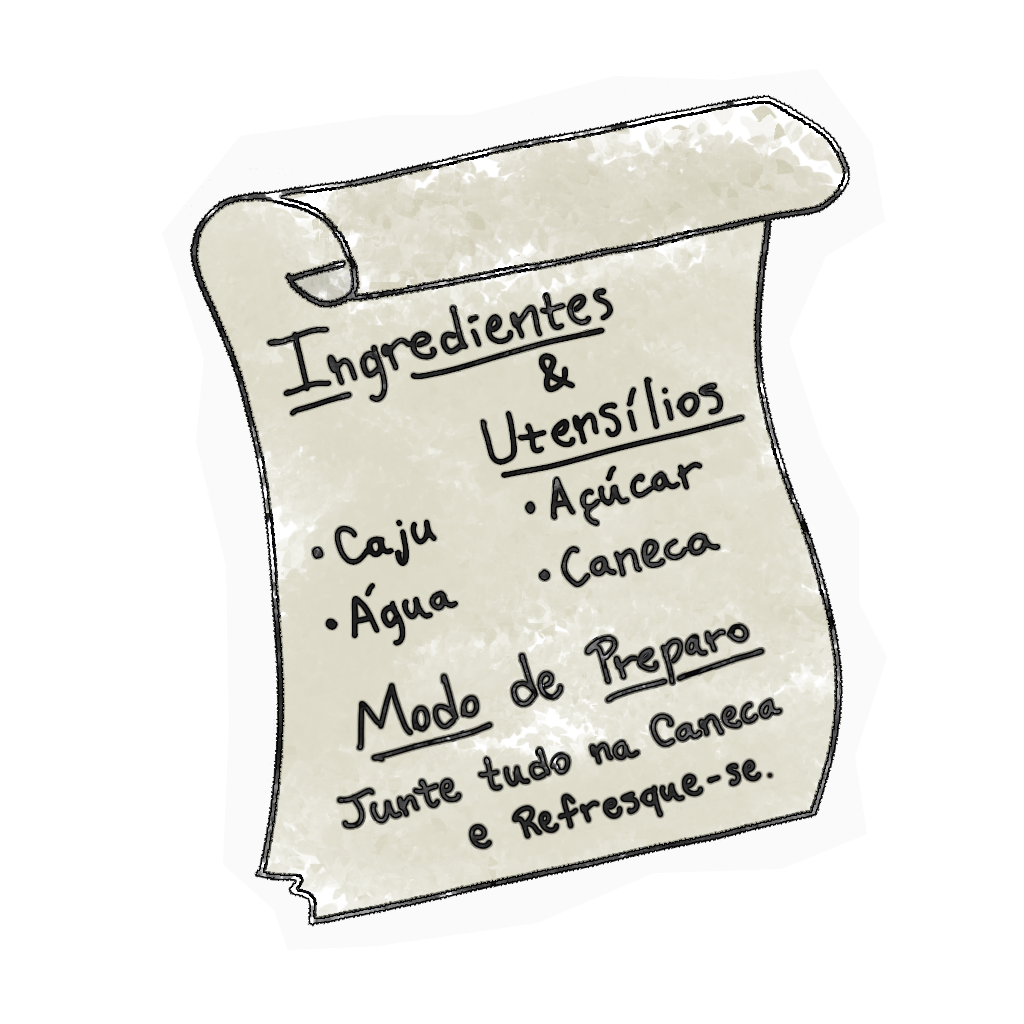 Ingredientes
&
Utensílios
• Caju
• Água
• Açúcar
• Caneca
Modo de Preparo
Junte tudo na Caneca
e Refresque-se.